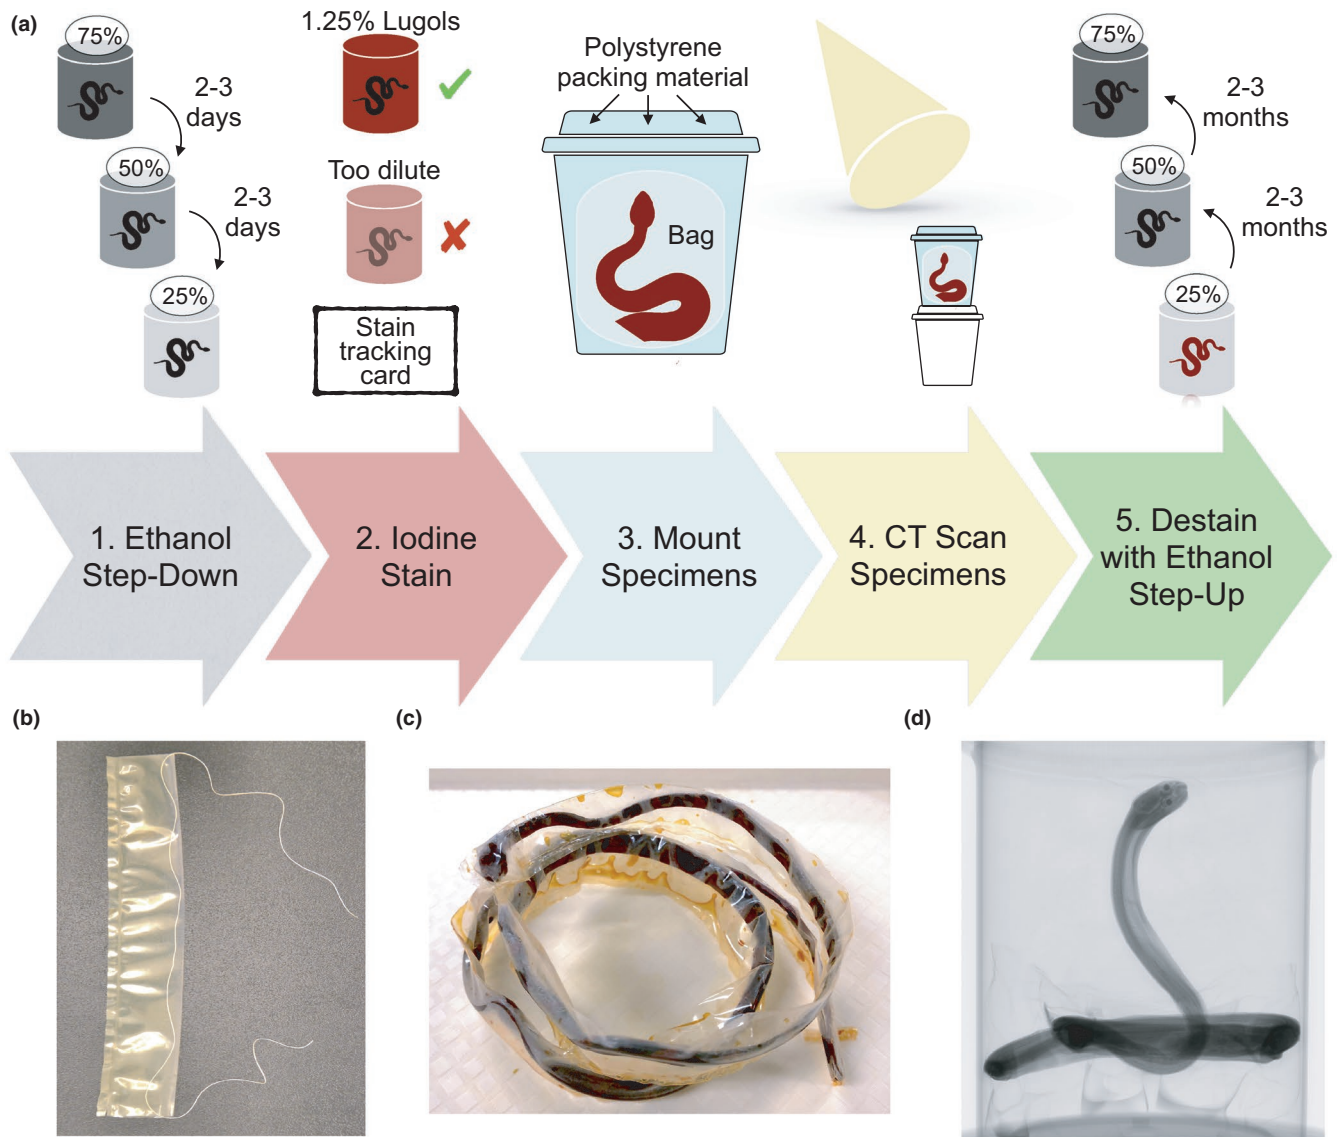 (a)
75%
2-3
days
50%
2-3
days
25%
1.25% Lugols
Too dilute
Stain
tracking
card
Polystyrene
packing material
Bag
75%
2-3
months
50%
2-3
months
25%
1. Ethanol
Step-Down
2. Iodine
Stain
3. Mount
Specimens
4. CT Scan
Specimens
5. Destain
with Ethanol
Step-Up
(b)
(c)
(d)